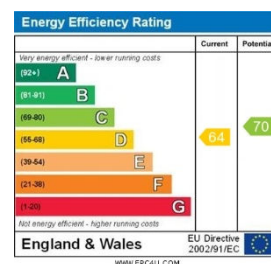 Energy Efficiency Rating
Current Potentia
Very energy efficient - lower running costs
(92+) A
(81-91) B
(69-80) C
(55-68) D
(39-54) E
(21-38) F
(1-20) G
64
70
Not energy efficient - higher running costs
England & Wales
EU Directive
2002/91/EC
WWW.EPC4U.COM